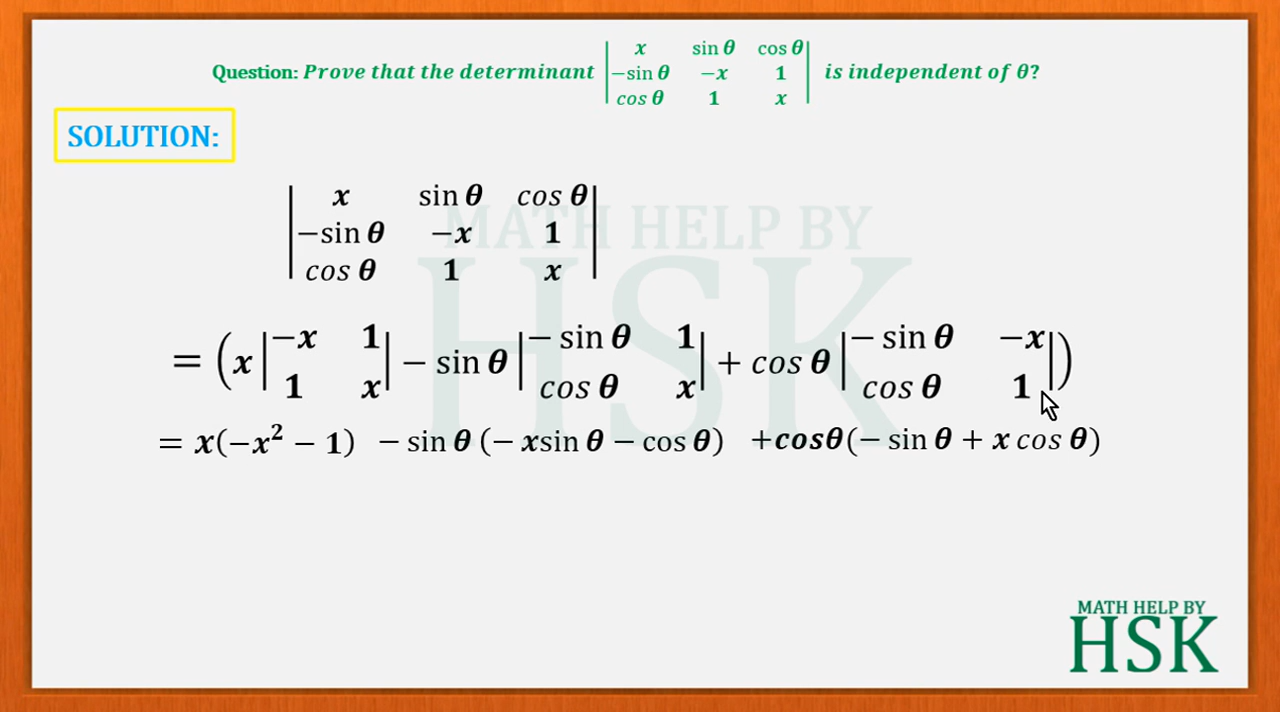 Question: Prove that the determinant | x sin θ cos θ | is independent of θ?
|−sin θ −x 1|
|cos θ 1 x|
SOLUTION:
| x sin θ cos θ|
|−sin θ −x 1|
|cos θ 1 x|
= (x |−x 1| − sin θ |− sin θ 1| + cos θ |− sin θ −x|)
|1 x| |cos θ x| |cos θ 1|
= x(−x² − 1) − sin θ (− xsin θ − cos θ) +cosθ(− sin θ + x cos θ)
MATH HELP BY
HSK
MATH HELP BY
HSK